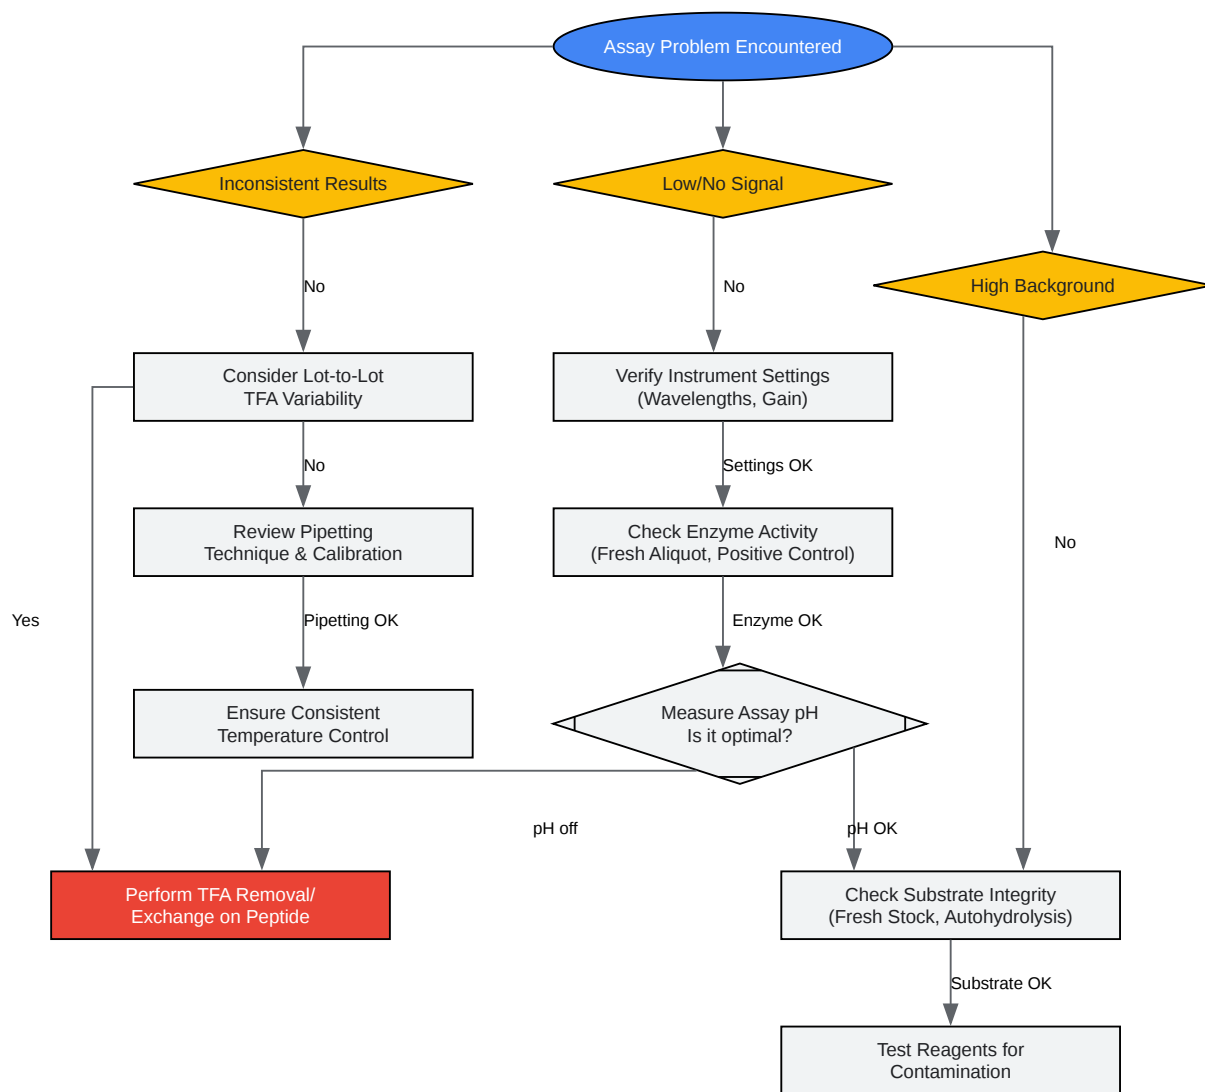 Assay Problem Encountered
Inconsistent Results
Low/No Signal
High Background
No
No
Consider Lot-to-Lot
TFA Variability
Verify Instrument Settings
(Wavelengths, Gain)
No
Settings OK
Review Pipetting
Technique & Calibration
Check Enzyme Activity
(Fresh Aliquot, Positive Control)
No
Yes
Pipetting OK
Enzyme OK
Ensure Consistent
Temperature Control
Measure Assay pH
Is it optimal?
pH off
pH OK
Perform TFA Removal/
Exchange on Peptide
Check Substrate Integrity
(Fresh Stock, Autohydrolysis)
Substrate OK
Test Reagents for
Contamination